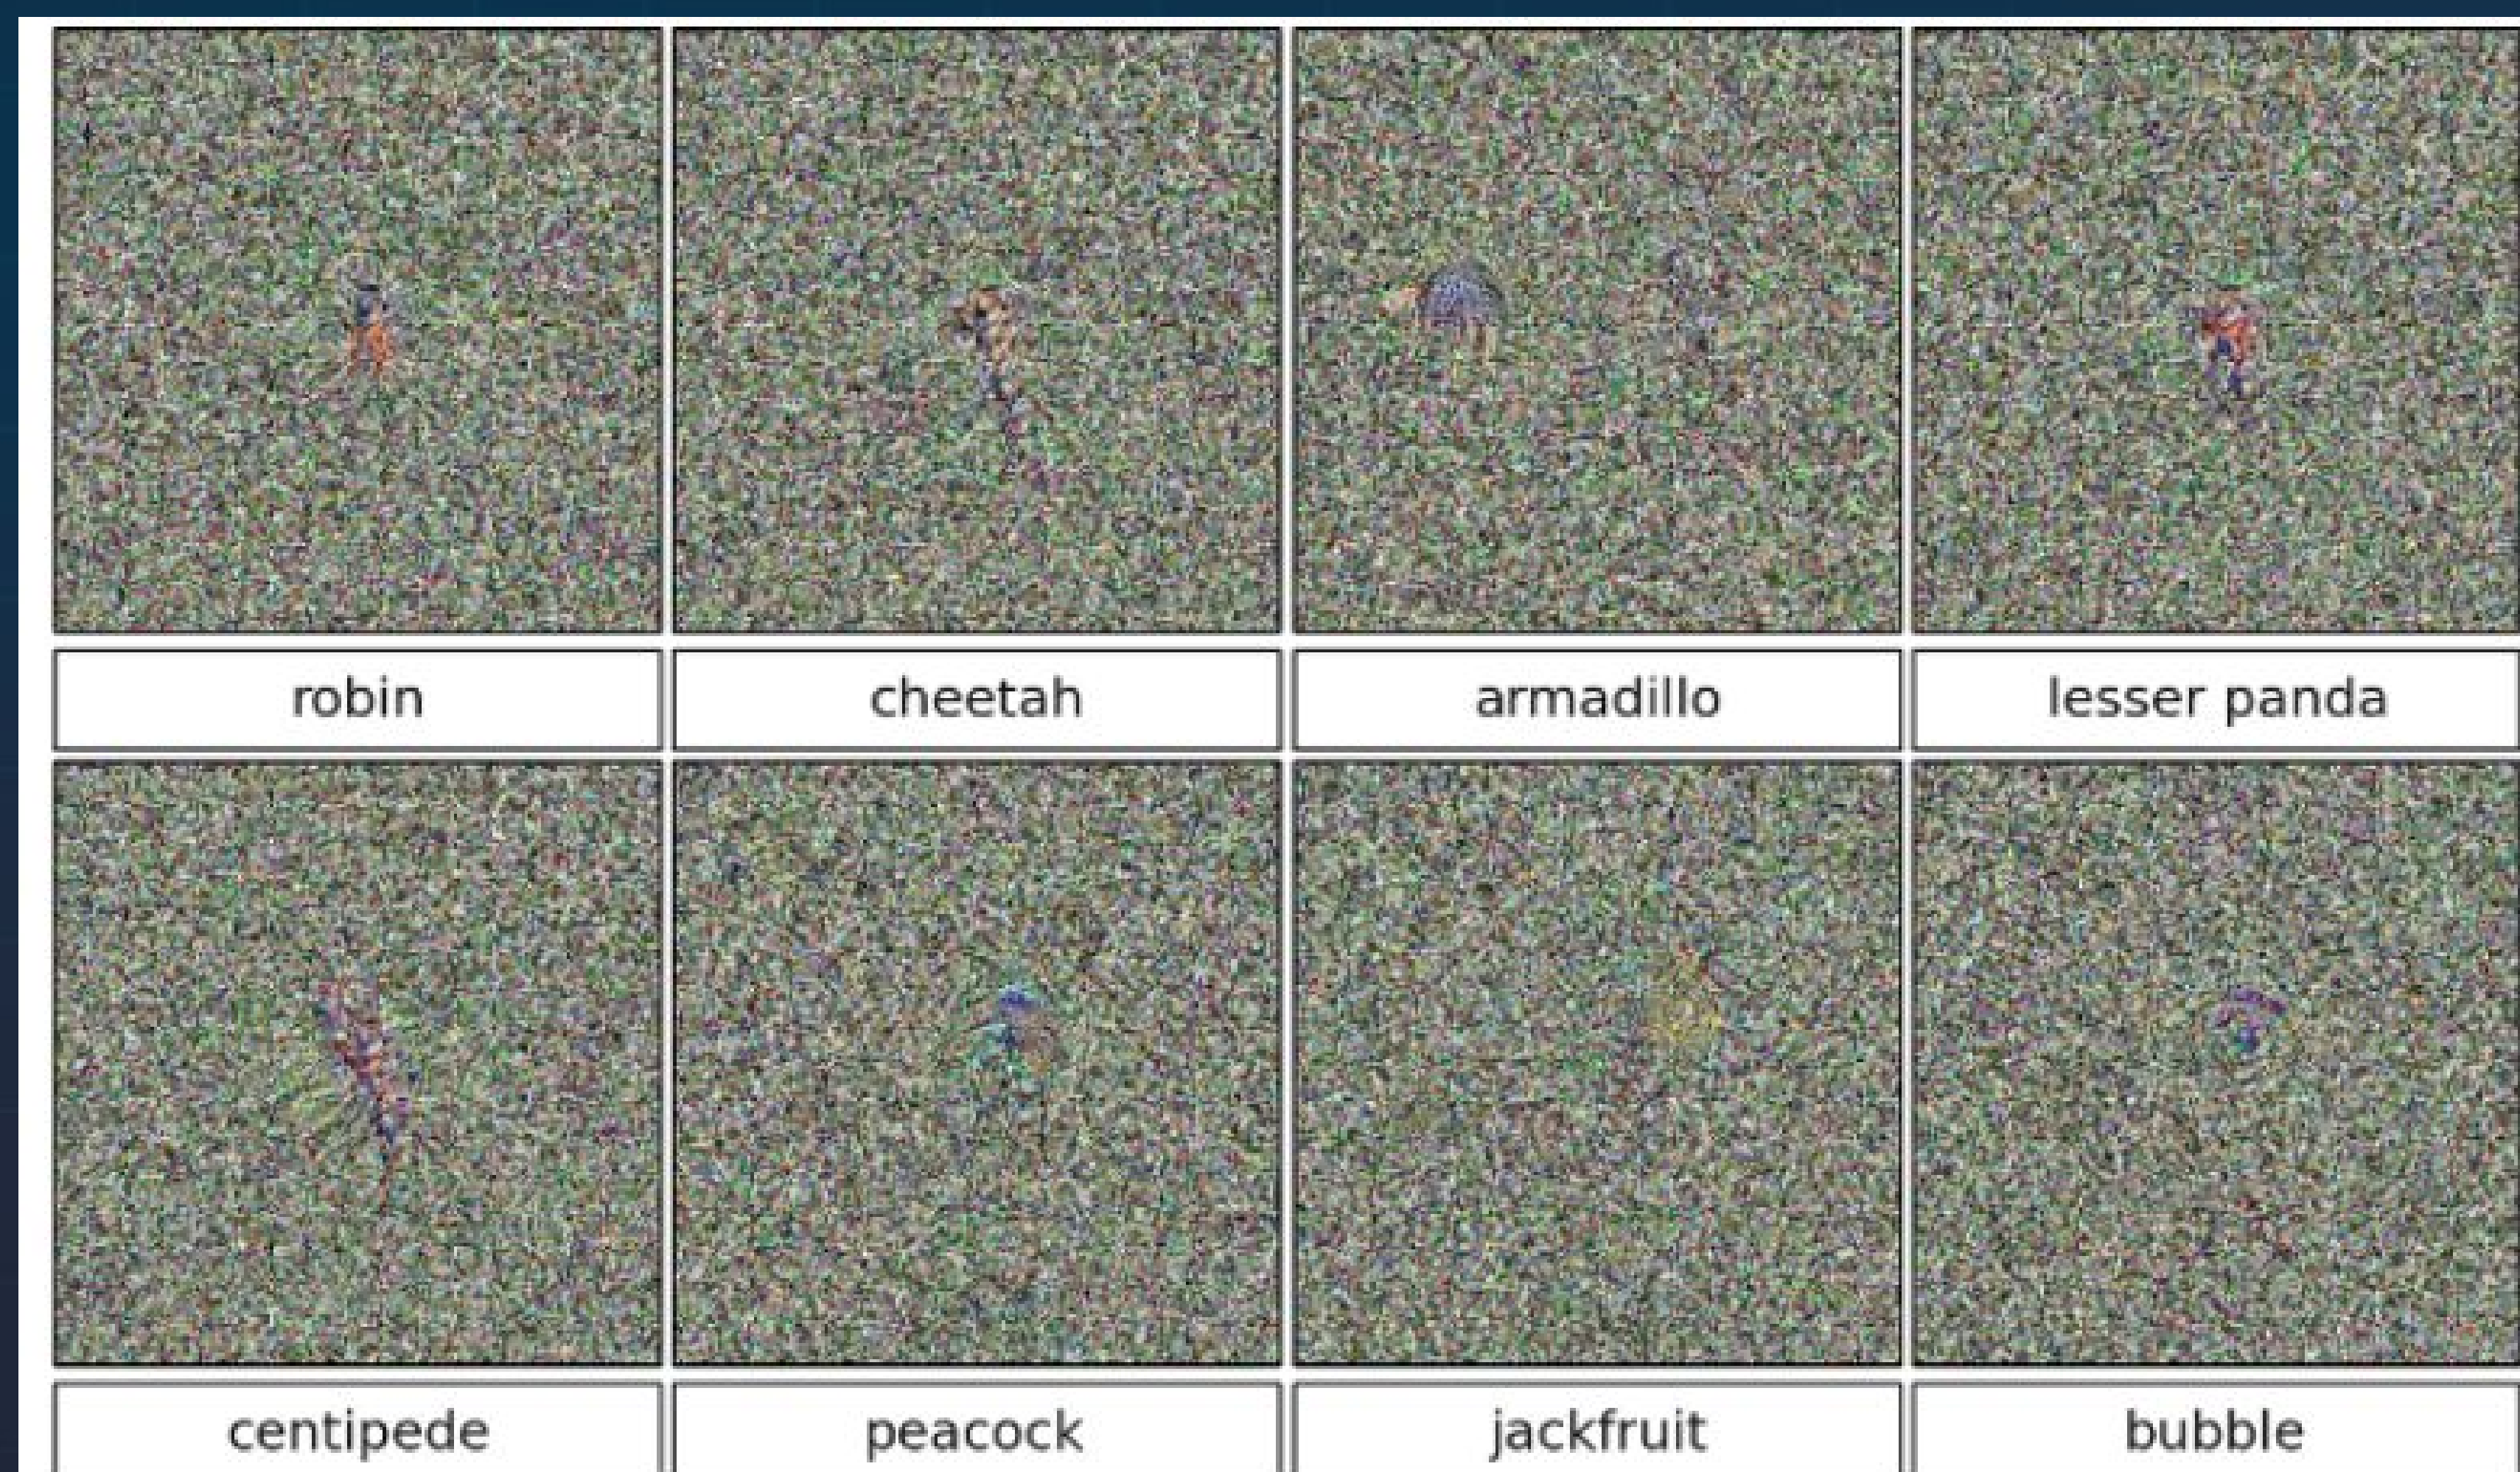 robin
cheetah
armadillo
lesser panda
centipede
peacock
jackfruit
bubble